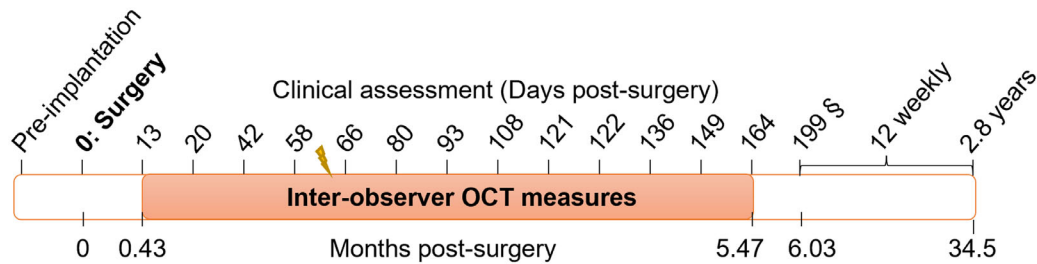 Clinical assessment (Days post-surgery)
Pre-implantation 0: Surgery 13 20 42 58 66 80 93 108 121 122 136 149 164 199 § 12 weekly 2.8 years
Inter-observer OCT measures
0 0.43 Months post-surgery 5.47 6.03 34.5